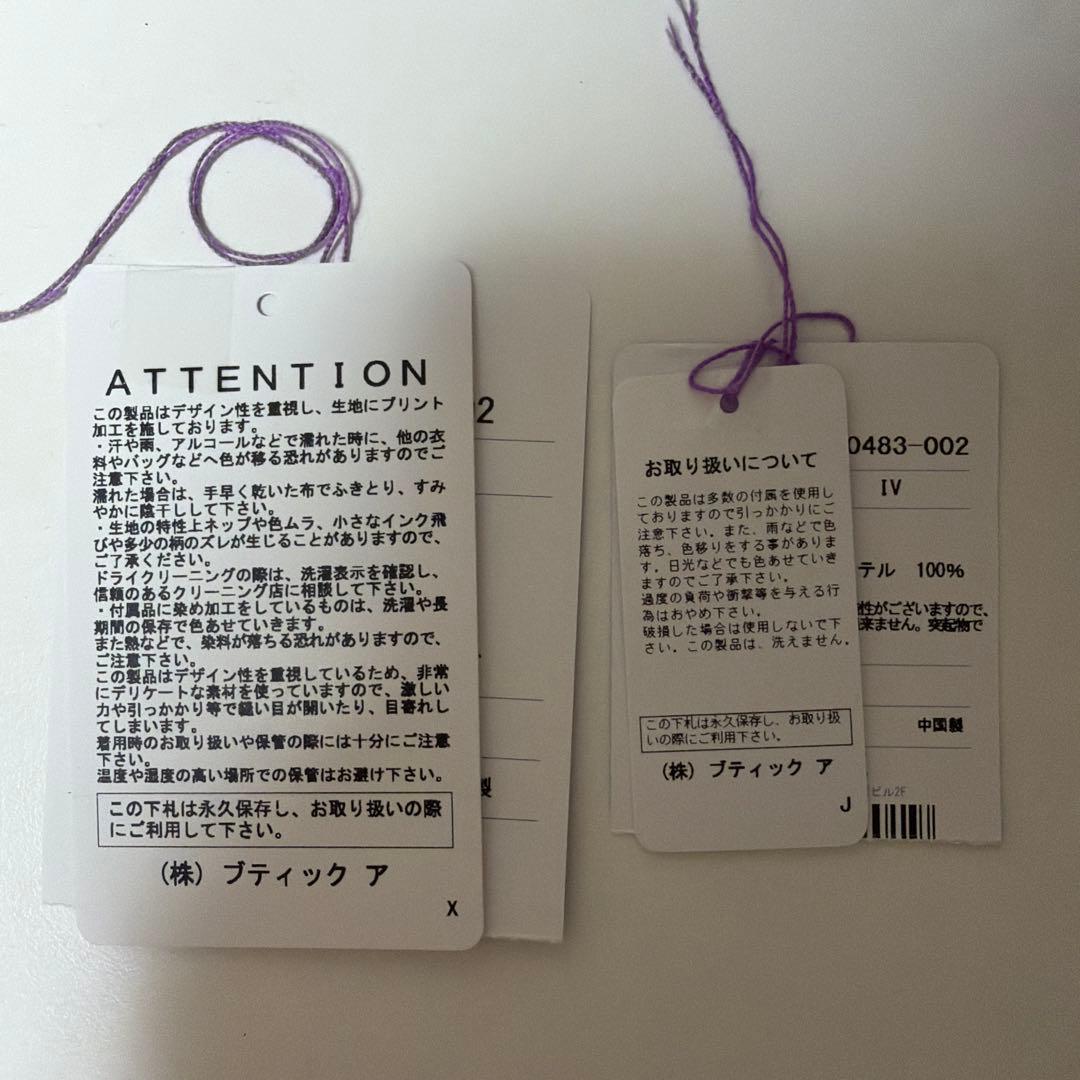 ATTENTION
この製品はデザイン性を重視し、生地にプリント
加工を施しております。
・汗や雨、アルコールなどで濡れた時に、他の衣
料やバッグなどへ色が移る恐れがありますのでご
注意下さい。
濡れた場合は、手早く乾いた布でふきとり、すみ
やかに陰干しして下さい。
・生地の特性上ネップや色ムラ、小さなインク飛
びや多少の柄のズレが生じることがありますので、
ご了承ください。
ドライクリーニングの際は、洗濯表示を確認し、
信頼のあるクリーニング店に相談して下さい。
・付属品に染め加工をしているものは、洗濯や長
期間の保存で色あせていきます。
また熱などで、染料が落ちる恐れがありますので、
ご注意下さい。
この製品はデザイン性を重視しているため、非常
にデリケートな素材を使っていますので、激しい
力や引っかかり等で縫い目が開いたり、目寄れし
てしまいます。
着用時のお取り扱いや保管の際には十分にご注意
下さい。
温度や湿度の高い場所での保管はお避け下さい。
この下札は永久保存し、お取り扱いの際
にご利用して下さい。
(株) ブティック ア
X
2
製
お取り扱いについて
この製品は多数の付属を使用し
ておりますので引っかかりにご
注意下さい。また、雨などで色
落ち、色移りをする事がありま
す。日光などでも色あせていき
ますのでご了承下さい。
過度の負荷や衝撃等を与える行
為はおやめ下さい。
破損した場合は使用しないで下
さい。この製品は、洗えません。
この下札は永久保存し、お取り扱
いの際にご利用下さい。
(株) ブティック ア
J
0483-002
IV
テル 100%
性がございますので、
来ません。突起物で
中国製
ビル2F